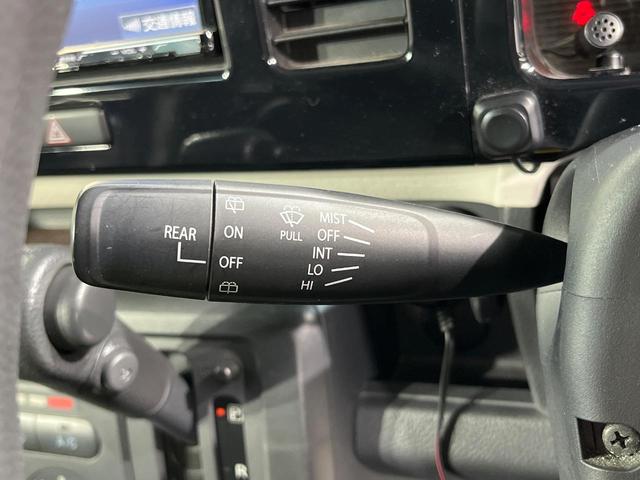 交通情報
REAR
ON
OFF
PULL
MIST
OFF
INT
LO
HI
P
R